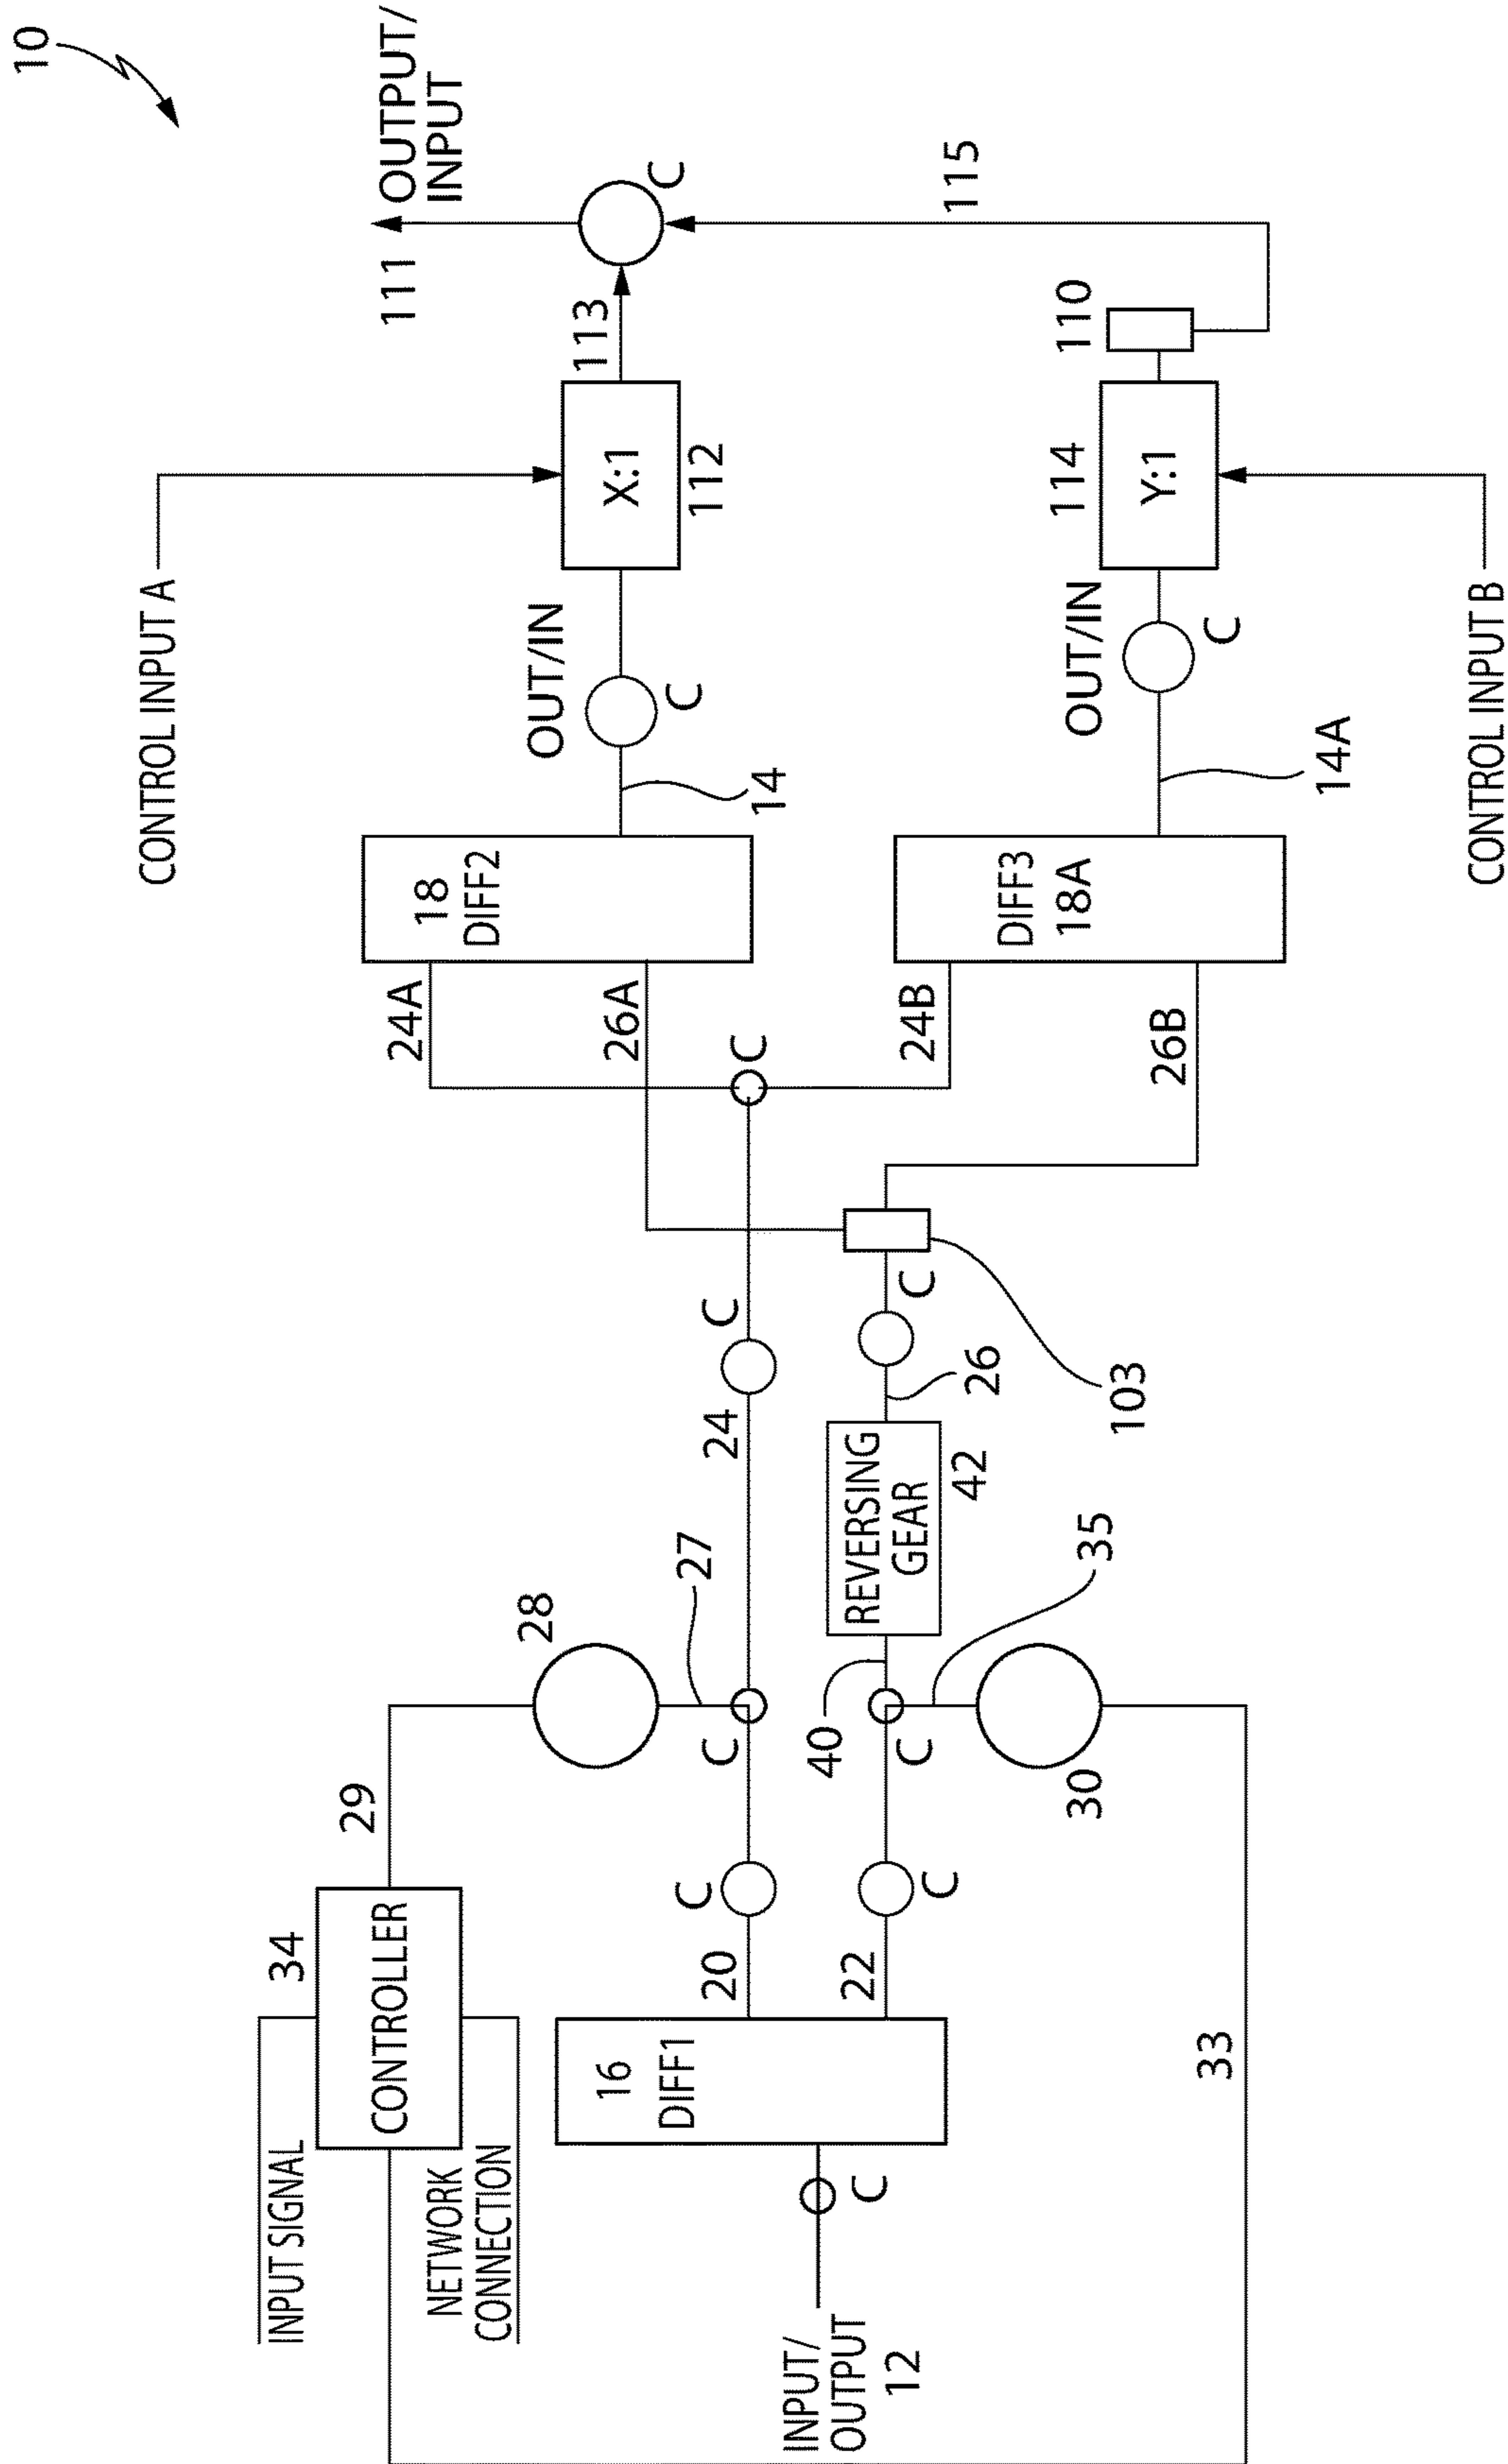 10
OUTPUT/
INPUT
111
C
113
115
110
CONTROL INPUT A
X:1
112
114
Y:1
CONTROL INPUT B
OUT/IN
C
OUT/IN
C
14
14A
18
DIFF2
DIFF3
18A
24A
26A
24B
26B
C
C
24
C
26
103
REVERSING
GEAR
42
27
28
35
40
C
C
30
29
34
CONTROLLER
INPUT SIGNAL
NETWORK
CONNECTION
C
20
22
C
16
DIFF1
33
C
INPUT/
OUTPUT
12